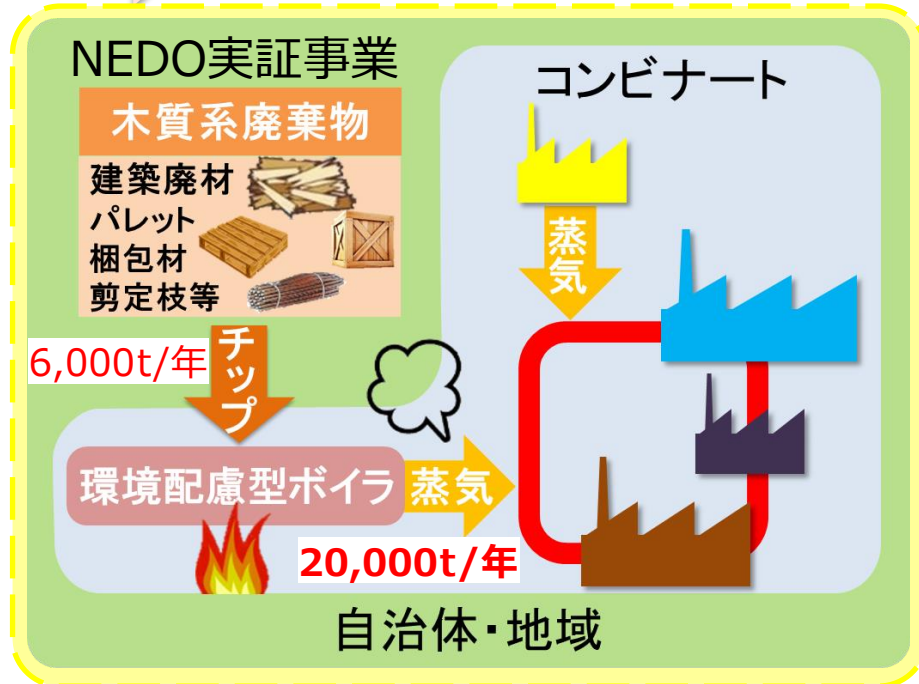 NEDO実証事業
木質系廃棄物
建築廃材
パレット
梱包材
剪定枝等
6,000t/年
チップ
環境配慮型ボイラ
蒸気
20,000t/年
コンビナート
蒸気
自治体・地域